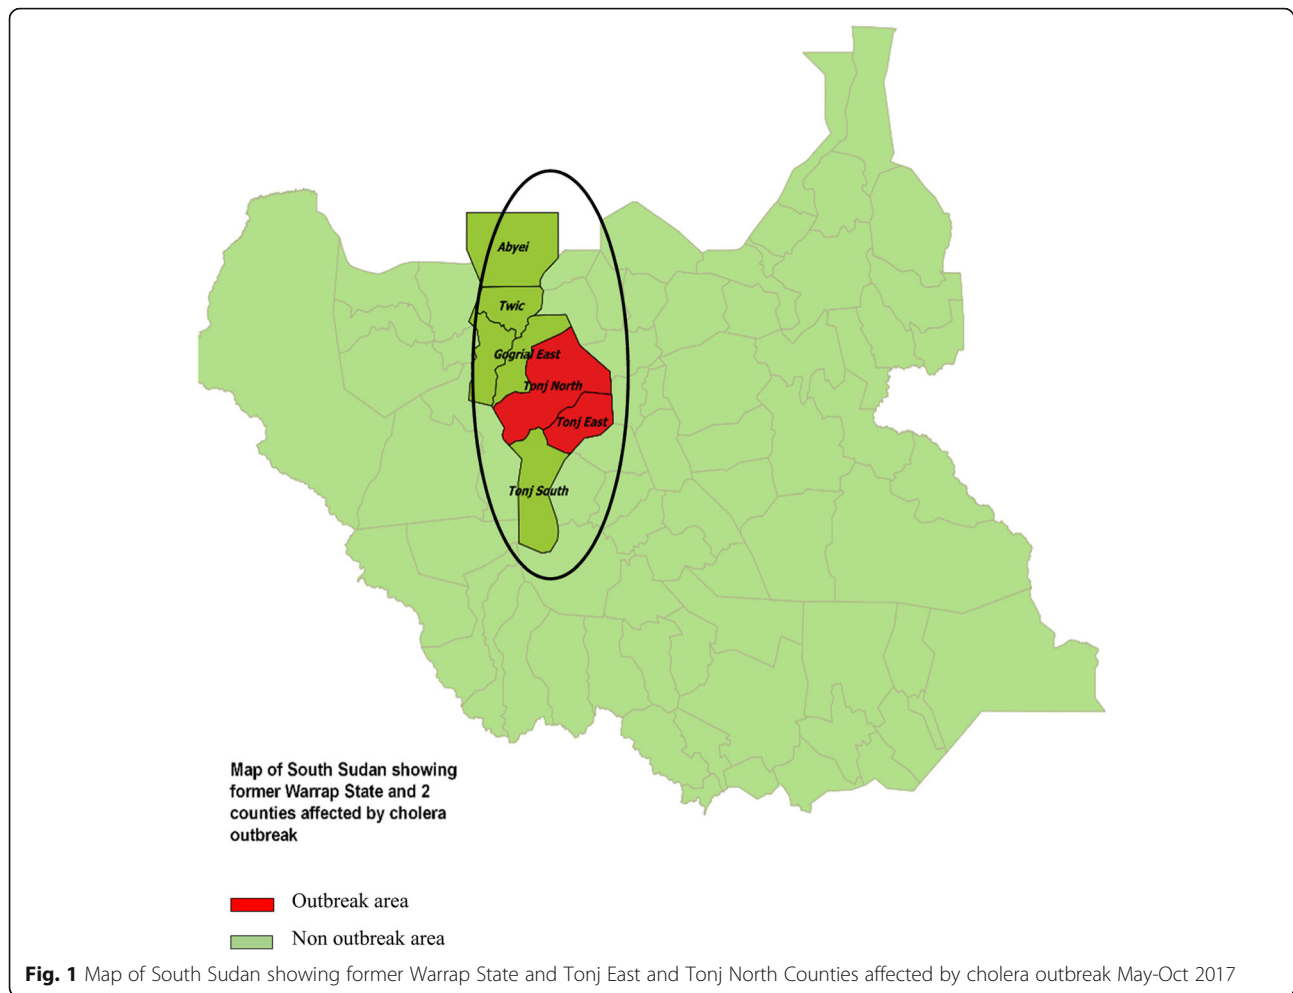 Abyei
Twic
Gogrial East
Tonj North
Tonj East
Tonj South
Map of South Sudan showing
former Warrap State and 2
counties affected by cholera
outbreak
Outbreak area
Non outbreak area
Fig. 1 Map of South Sudan showing former Warrap State and Tonj East and Tonj North Counties affected by cholera outbreak May-Oct 2017